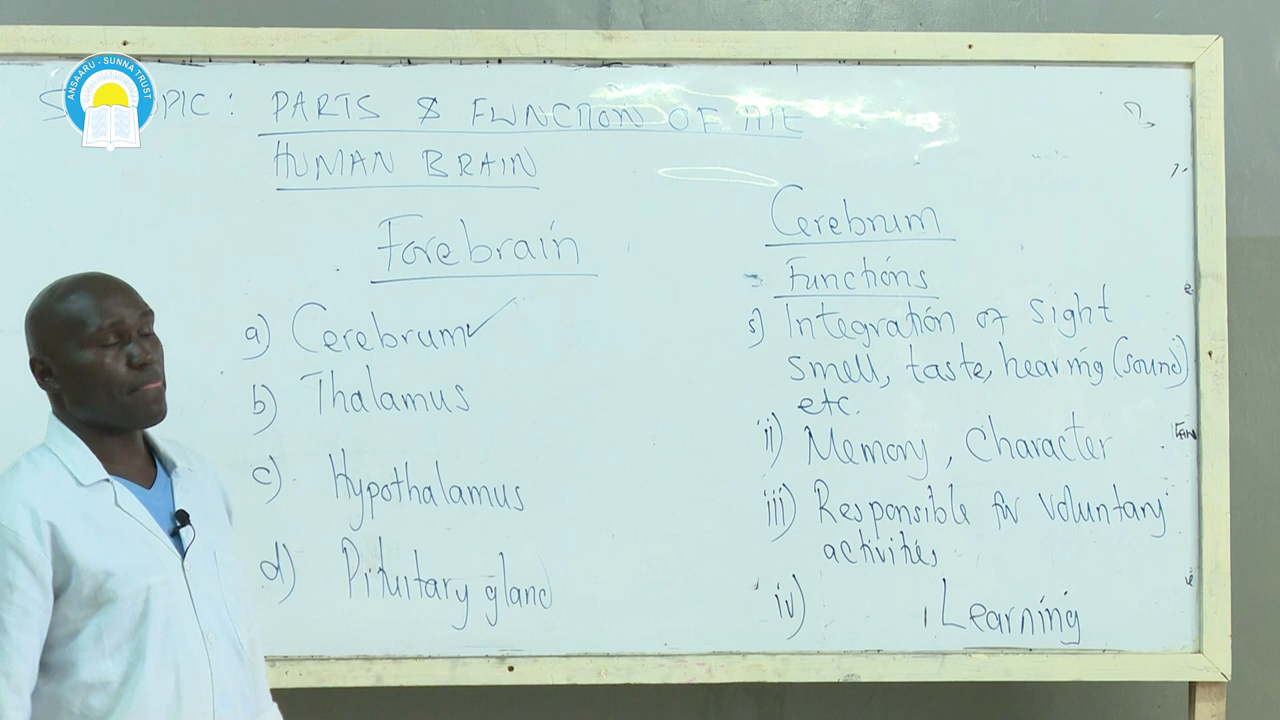 ANSAARU - SUNNA TRUST
PIC : PARTS & FUNCTION OF THE
HUMAN BRAIN
Forebrain
a) Cerebrum✓
b) Thalamus
c) Hypothalamus
d) Pituitary gland
Cerebrum
Functions
i) Integration of Sight
smell, taste, hearing (sound)
etc.
ii) Memory, Character
iii) Responsible for voluntary
activities
iv) , Learning